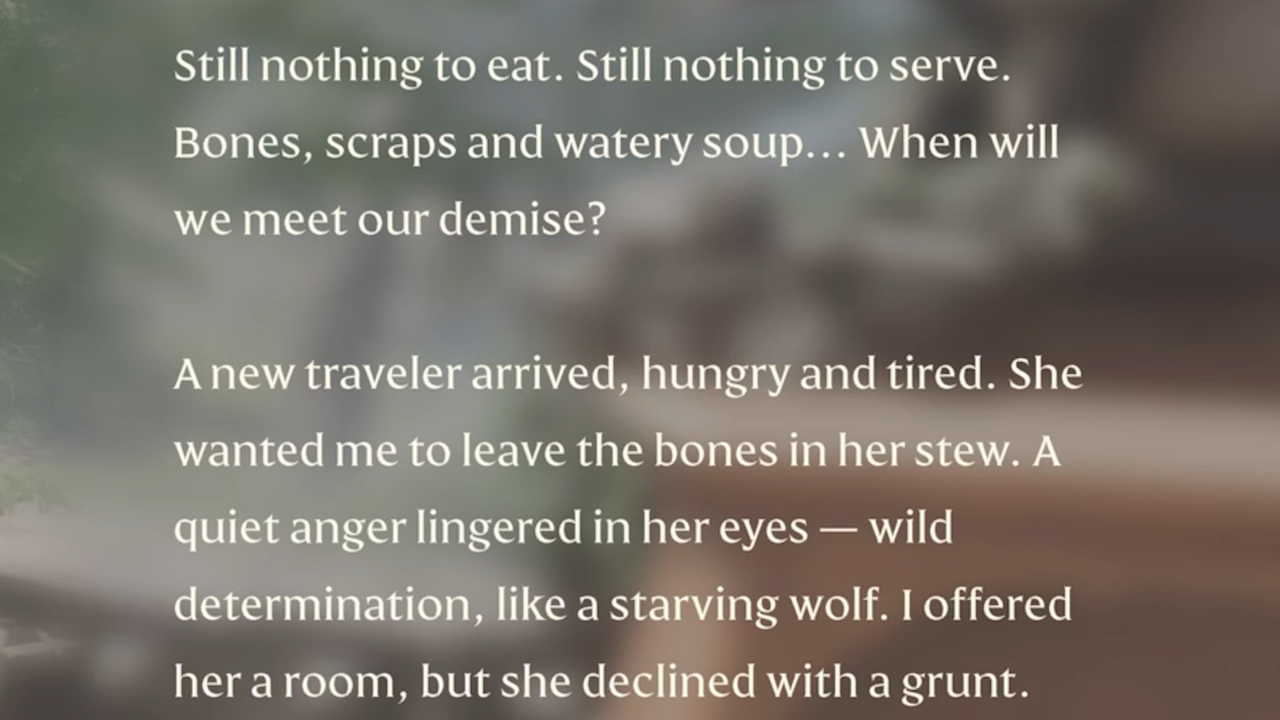 Still nothing to eat. Still nothing to serve.
Bones, scraps and watery soup… When will
we meet our demise?
A new traveler arrived, hungry and tired. She
wanted me to leave the bones in her stew. A
quiet anger lingered in her eyes — wild
determination, like a starving wolf. I offered
her a room, but she declined with a grunt.